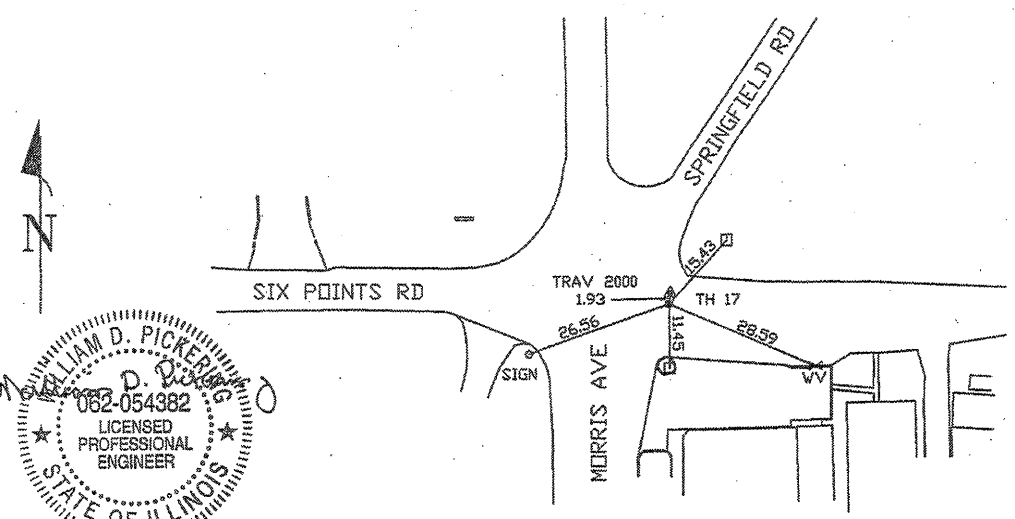 SPRINGFIELD RD
N
15.43
TRAV 2000
SIX POINTS RD
1.93
TH 17
26.56
11.45
28.59
SIGN
WV
MORRIS AVE
WILLIAM D. PICKERING
062-054382
LICENSED
PROFESSIONAL
ENGINEER
STATE OF ILLINOIS